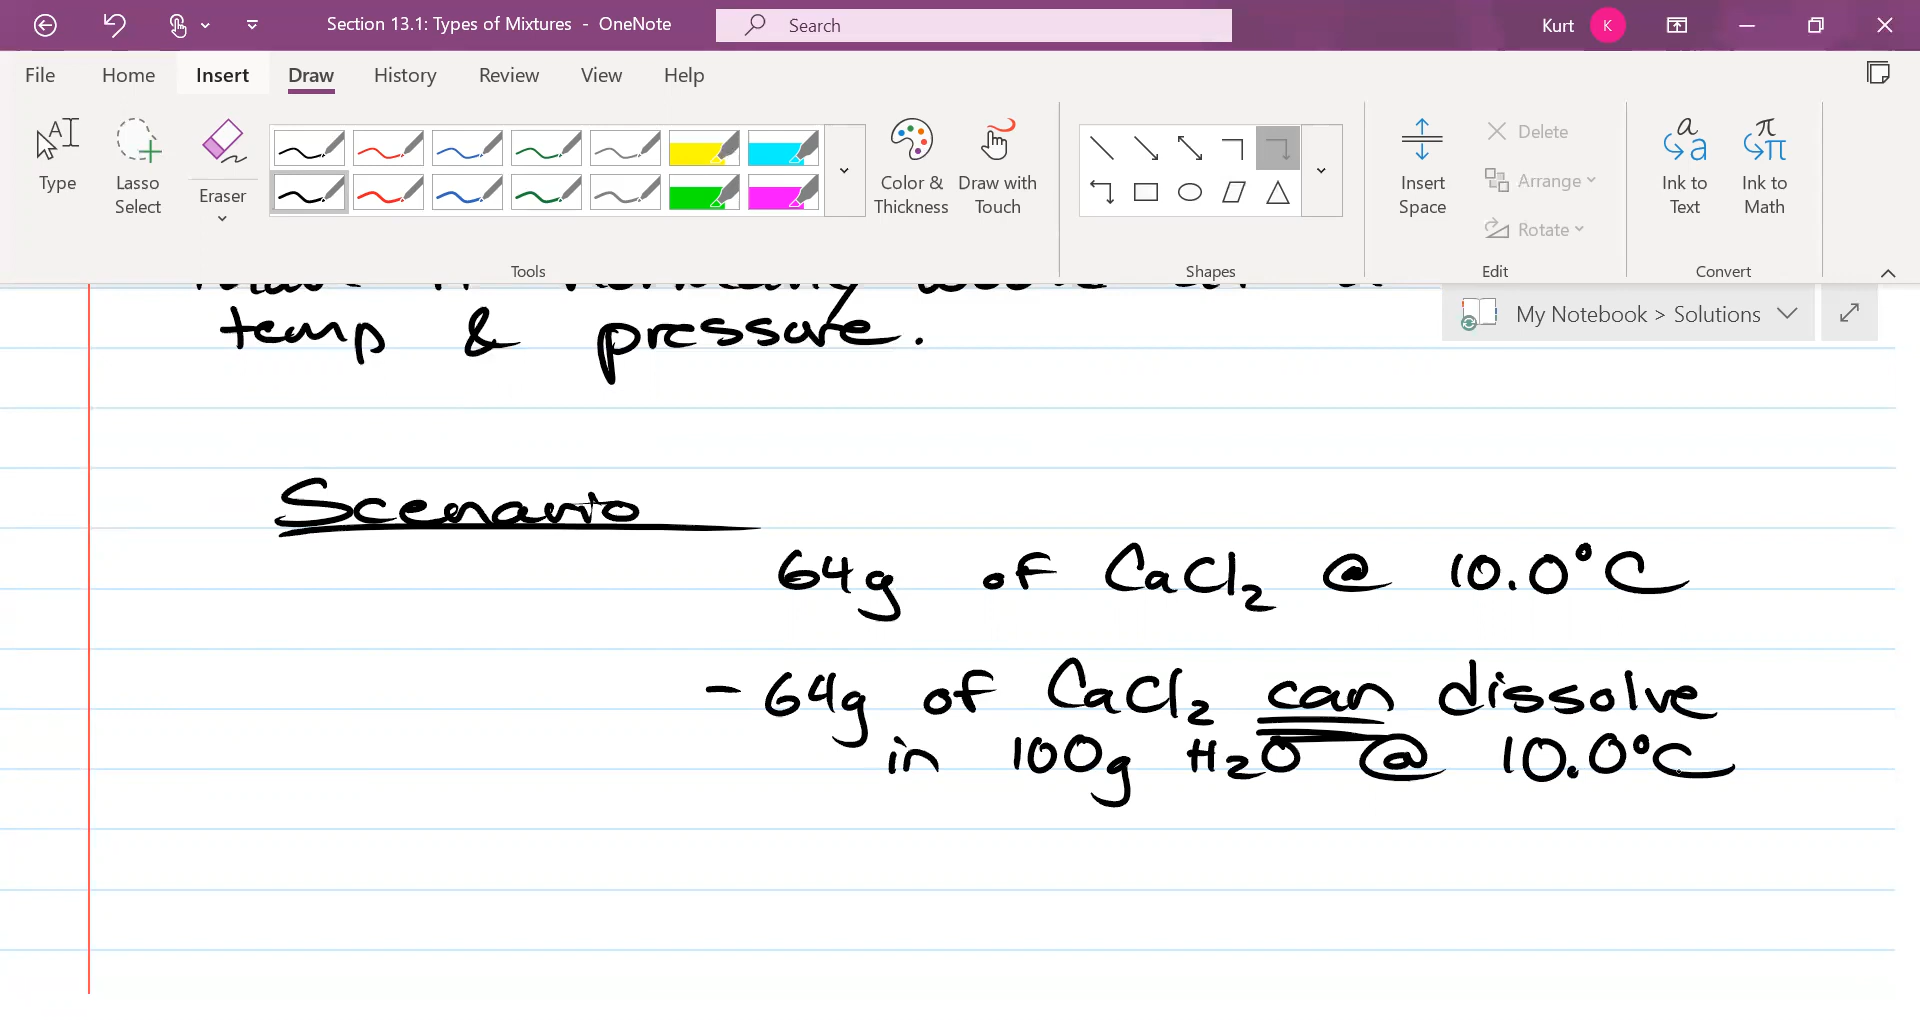 Section 13.1: Types of Mixtures - OneNote
Search
Kurt K
File Home Insert Draw History Review View Help
Type
Lasso Select
Eraser
Color & Thickness
Draw with Touch
Insert Space
Delete
Arrange
Rotate
Ink to Text
Ink to Math
Tools Shapes Edit Convert
My Notebook > Solutions
temp & pressure.
Scenario
64g of CaCl₂ @ 10.0°C
- 64g of CaCl₂ can dissolve
in 100g H₂O @ 10.0°C